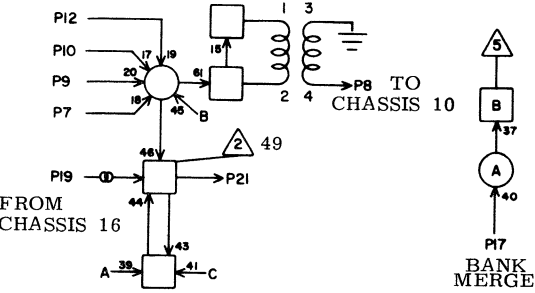 P12
1 3
P10
17 19
15
5
P9
20
61
P8 TO
2 4
CHASSIS 10
P7
18
45
B
B
37
46
2 49
A
P19
P21
40
FROM
44
CHASSIS 16
43
P17
A 39
41 C
BANK
MERGE